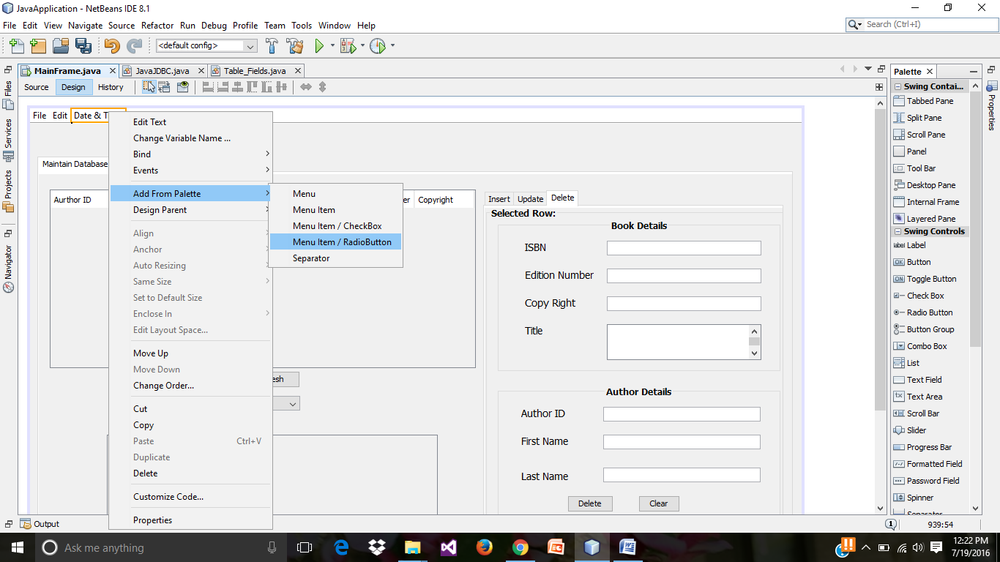 JavaApplication - NetBeans IDE 8.1
File Edit View Navigate Source Refactor Run Debug Profile Team Tools Window Help
Search (Ctrl+I)
<default config>
MainFrame.java
JavaJDBC.java
Table_Fields.java
Source Design History
Files
Services
Projects
Navigator
File Edit Date & T
Maintain Database
Aurthor ID
Copyright
esh
Edit Text
Change Variable Name ...
Bind
Events
Add From Palette
Design Parent
Align
Anchor
Auto Resizing
Same Size
Set to Default Size
Enclose In
Edit Layout Space...
Move Up
Move Down
Change Order...
Cut
Copy
Paste Ctrl+V
Duplicate
Delete
Customize Code...
Properties
Menu
Menu Item
Menu Item / CheckBox
Menu Item / RadioButton
Separator
Insert Update Delete
Selected Row:
Book Details
ISBN
Edition Number
Copy Right
Title
Author Details
Author ID
First Name
Last Name
Delete Clear
Palette
Swing Contai...
Tabbed Pane
Split Pane
Scroll Pane
Panel
Tool Bar
Desktop Pane
Internal Frame
Layered Pane
Swing Controls
label Label
OK Button
ON Toggle Button
Check Box
Radio Button
Button Group
Combo Box
List
Text Field
Text Area
Scroll Bar
Slider
Progress Bar
Formatted Field
Password Field
Spinner
Properties
Output
1
939:54
Ask me anything
12:22 PM
7/19/2016